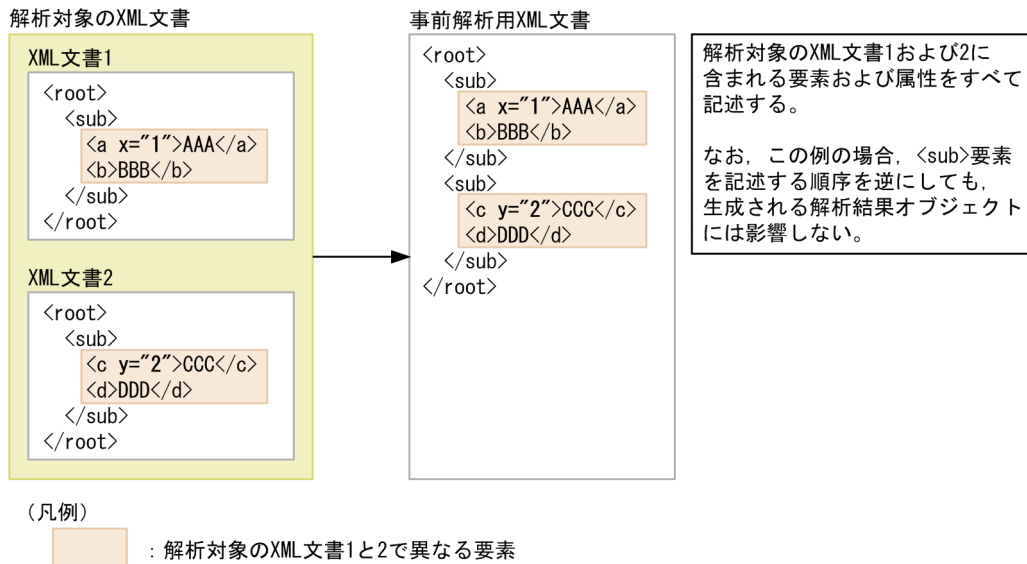 解析対象のXML文書
XML文書1
<root>
<sub>
<a x="1">AAA</a>
<b>BBB</b>
</sub>
</root>
XML文書2
<root>
<sub>
<c y="2">CCC</c>
<d>DDD</d>
</sub>
</root>
事前解析用XML文書
<root>
<sub>
<a x="1">AAA</a>
<b>BBB</b>
</sub>
<sub>
<c y="2">CCC</c>
<d>DDD</d>
</sub>
</root>
解析対象のXML文書1および2に
含まれる要素および属性をすべて
記述する。
なお，この例の場合，<sub>要素
を記述する順序を逆にしても，
生成される解析結果オブジェクト
には影響しない。
（凡例）
：解析対象のXML文書1と2で異なる要素